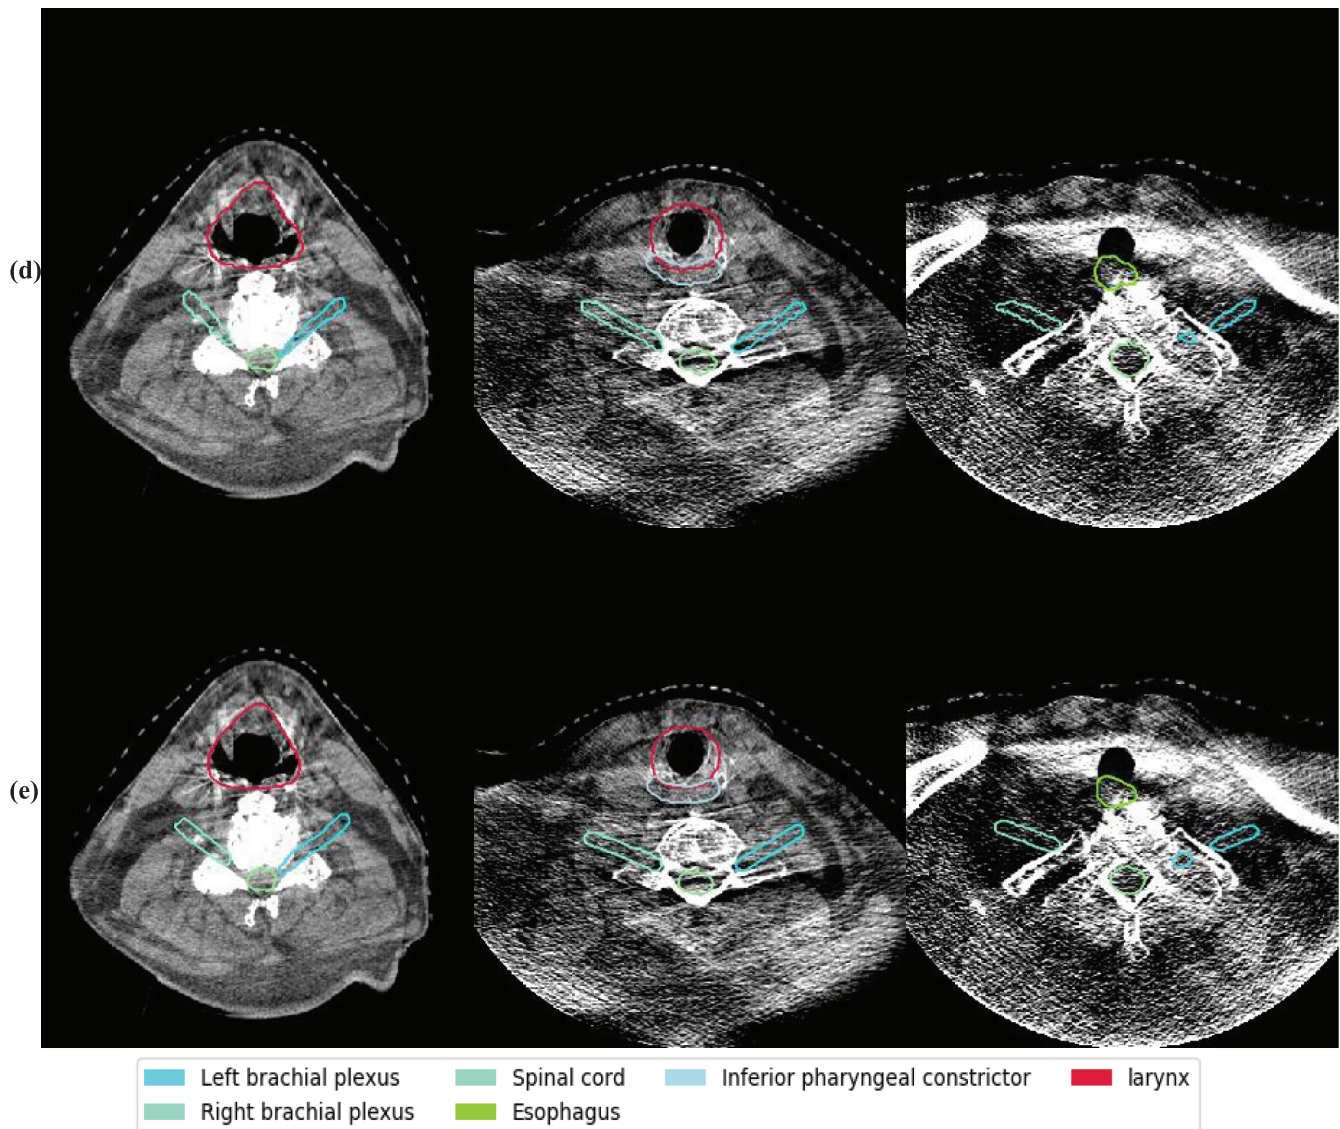 (d)
(e)
Left brachial plexus Spinal cord Inferior pharyngeal constrictor larynx
Right brachial plexus Esophagus